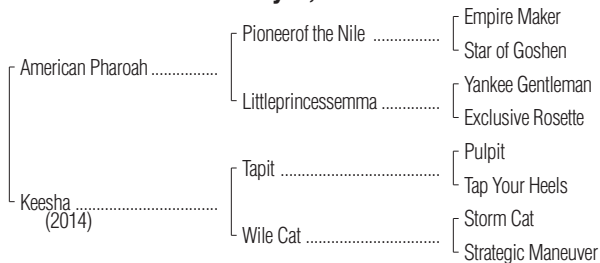 Empire Maker
Pioneerof the Nile ................
Star of Goshen
American Pharoah ................
Yankee Gentleman
Littleprincessemma ..............
Exclusive Rosette
Pulpit
Tapit ......................................
Tap Your Heels
Keesha ..................................
(2014)
Storm Cat
Wile Cat ................................
Strategic Maneuver